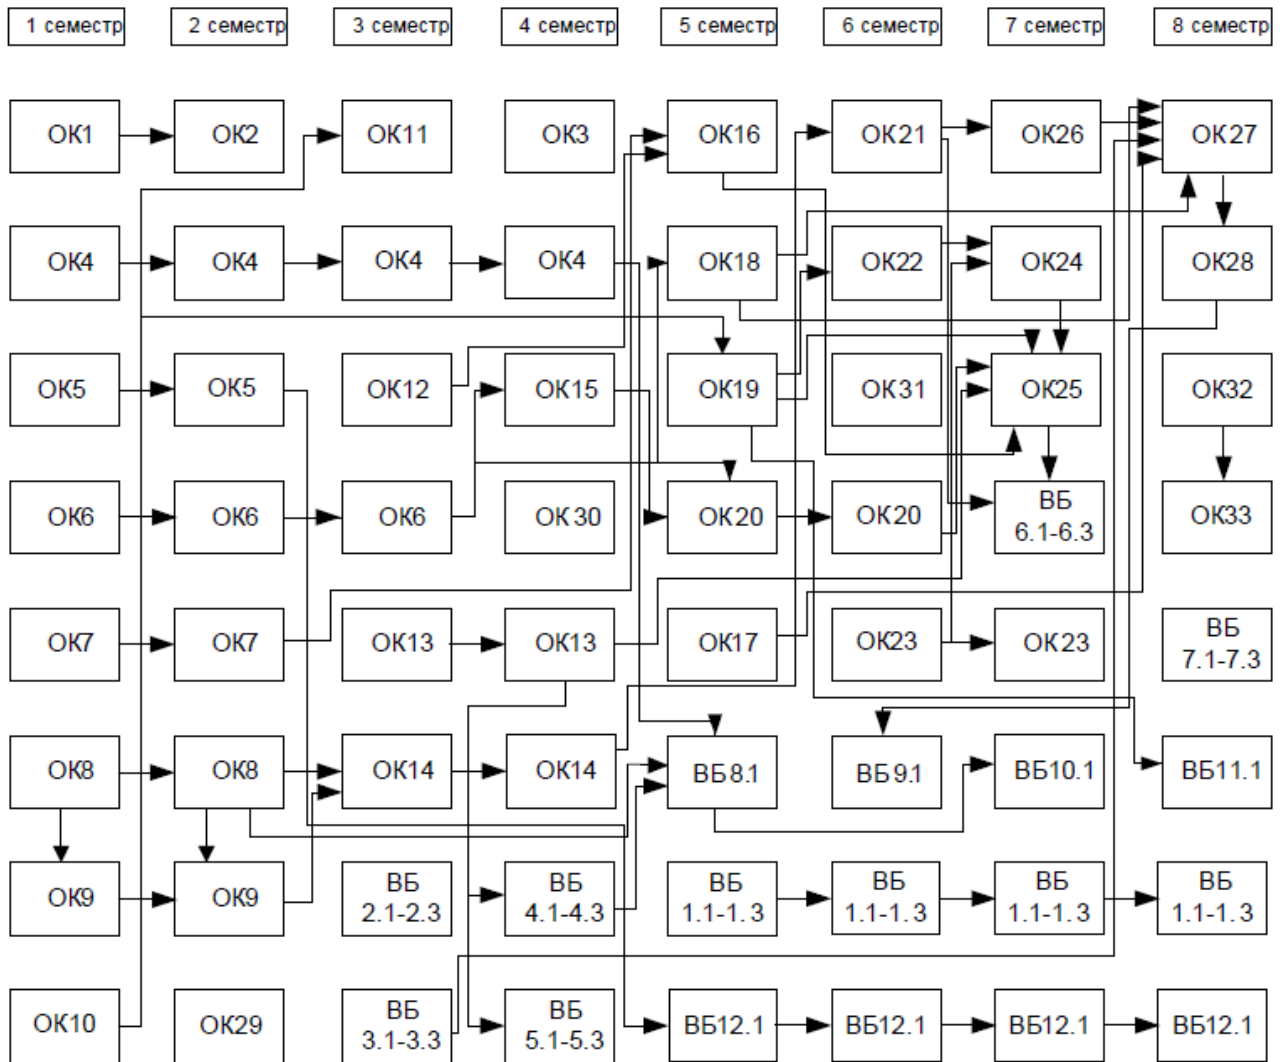 1 семестр
2 семестр
3 семестр
4 семестр
5 семестр
6 семестр
7 семестр
8 семестр
ОК1
ОК2
ОК11
ОК3
ОК16
ОК21
ОК26
ОК27
ОК4
ОК4
ОК4
ОК4
ОК18
ОК22
ОК24
ОК28
ОК5
ОК5
ОК12
ОК15
ОК19
ОК31
ОК25
ОК32
ОК6
ОК6
ОК6
ОК30
ОК20
ОК20
ВБ
6.1-6.3
ОК33
ОК7
ОК7
ОК13
ОК13
ОК17
ОК23
ОК23
ВБ
7.1-7.3
ОК8
ОК8
ОК14
ОК14
ВБ8.1
ВБ9.1
ВБ10.1
ВБ11.1
ОК9
ОК9
ВБ
2.1-2.3
ВБ
4.1-4.3
ВБ
1.1-1.3
ВБ
1.1-1.3
ВБ
1.1-1.3
ВБ
1.1-1.3
ОК10
ОК29
ВБ
3.1-3.3
ВБ
5.1-5.3
ВБ12.1
ВБ12.1
ВБ12.1
ВБ12.1